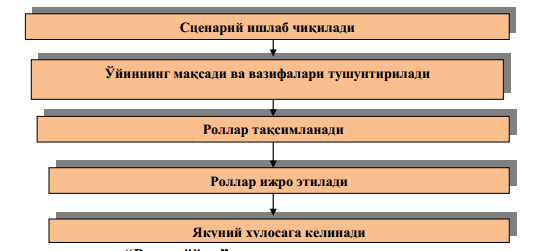 Сценарий ишлаб чиқилади
Ўйиннинг мақсади ва вазифалари тушунтирилади
Роллар тақсимланади
Роллар ижро этилади
Якуний хулосага келинади